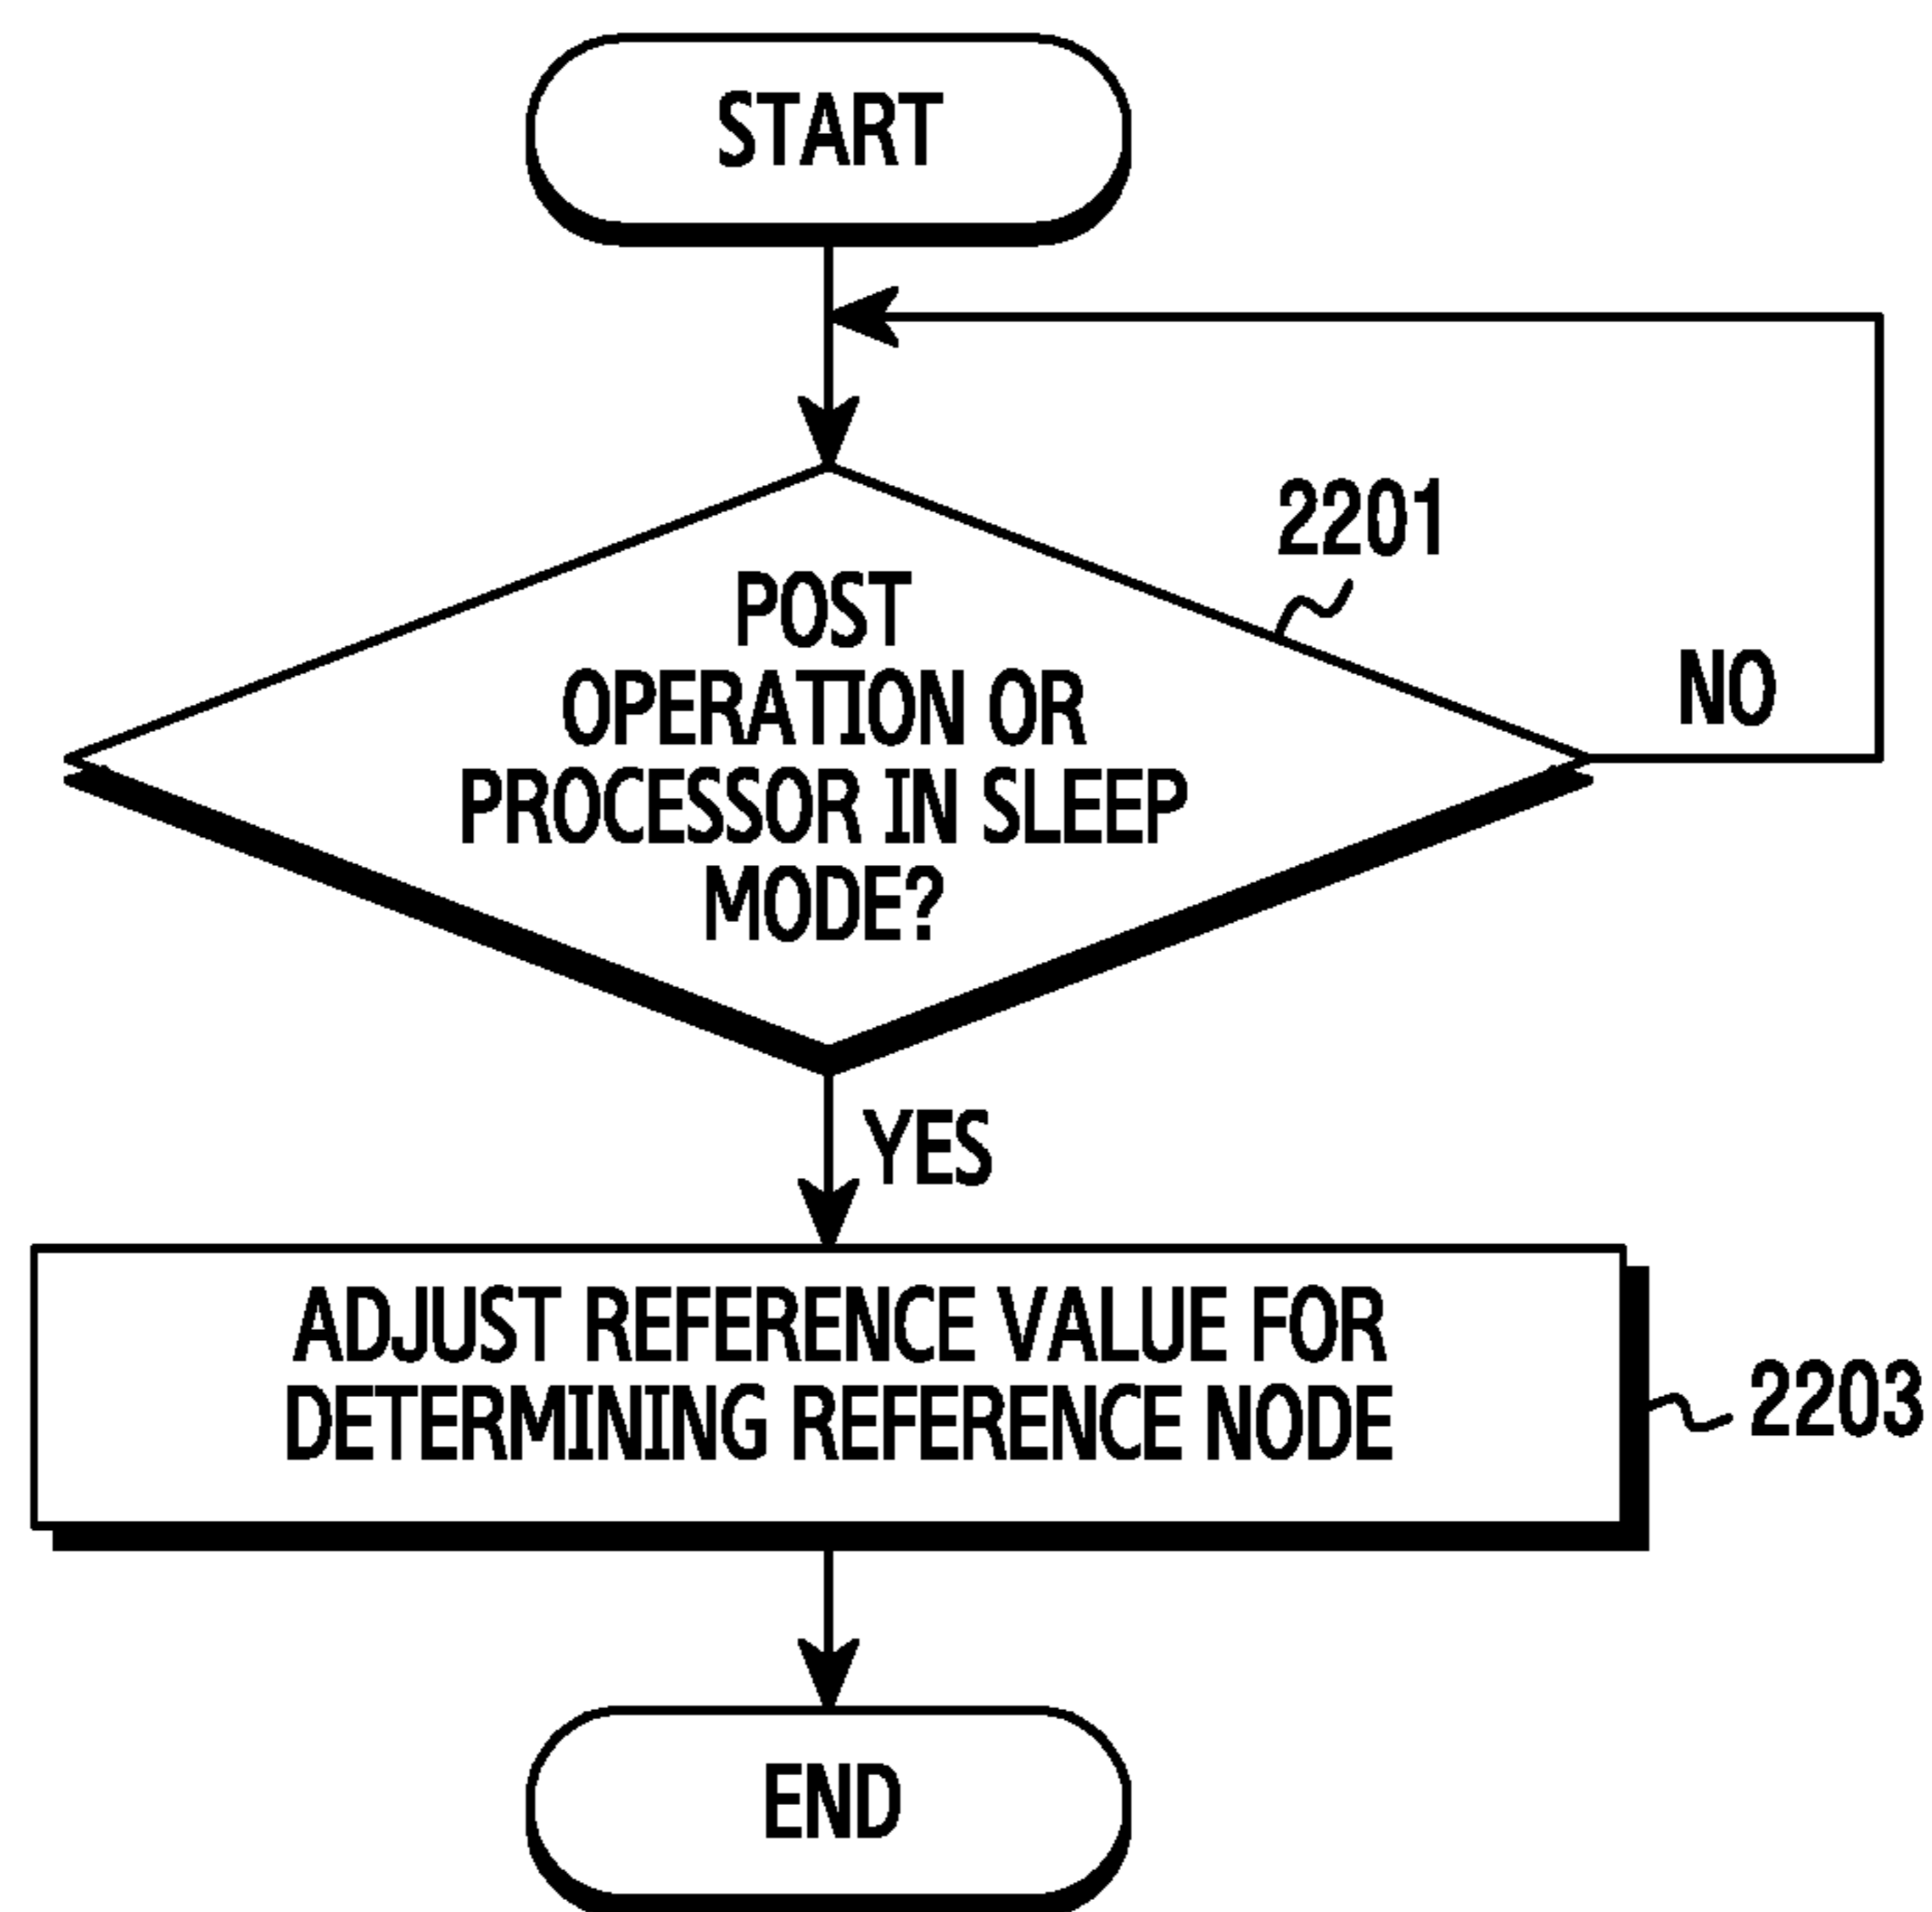 START
2201
POST
OPERATION OR
PROCESSOR IN SLEEP
MODE?
NO
YES
ADJUST REFERENCE VALUE FOR
DETERMINING REFERENCE NODE
2203
END